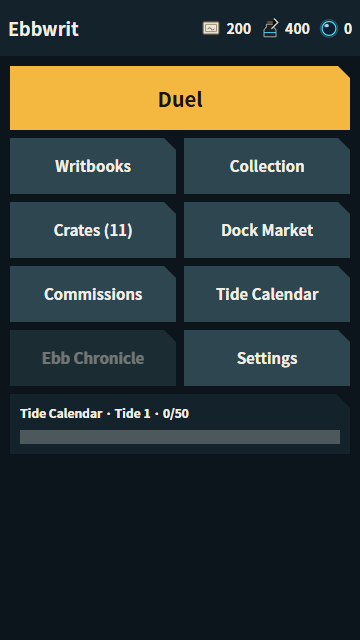 Ebbwrit 200 400 0
Duel
Writbooks Collection
Crates (11) Dock Market
Commissions Tide Calendar
Ebb Chronicle Settings
Tide Calendar · Tide 1 · 0/50